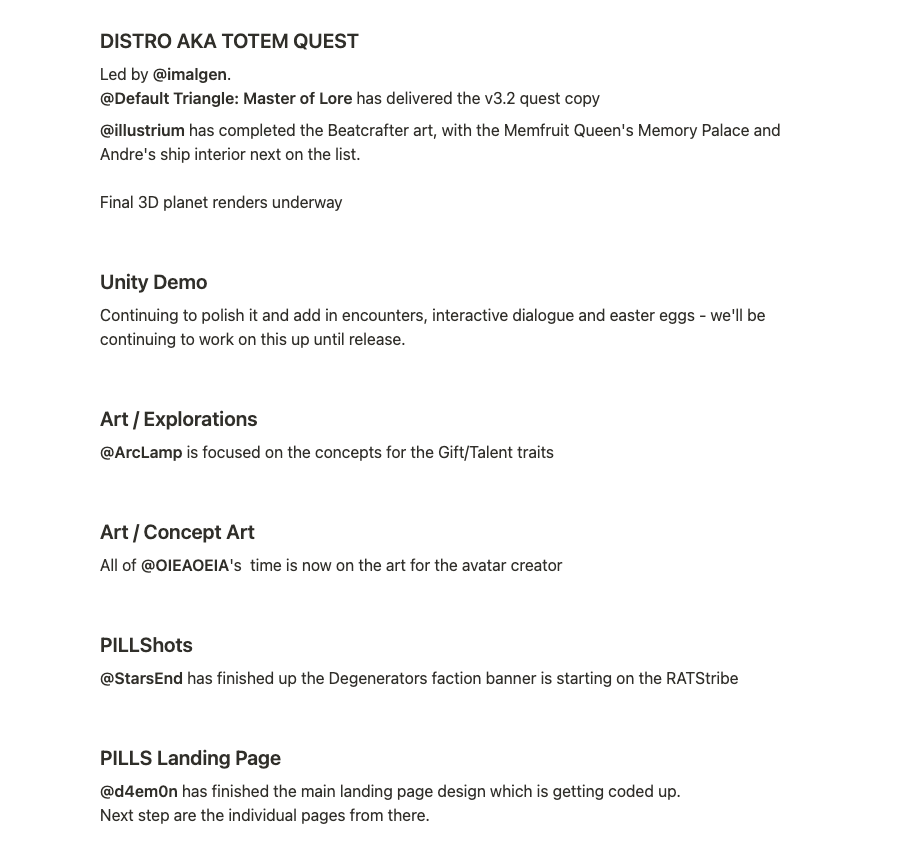 DISTRO AKA TOTEM QUEST
Led by @imalgen.
@Default Triangle: Master of Lore has delivered the v3.2 quest copy
@illustrium has completed the Beatcrafter art, with the Memfruit Queen's Memory Palace and
Andre's ship interior next on the list.
Final 3D planet renders underway
Unity Demo
Continuing to polish it and add in encounters, interactive dialogue and easter eggs - we'll be
continuing to work on this up until release.
Art / Explorations
@ArcLamp is focused on the concepts for the Gift/Talent traits
Art / Concept Art
All of @OIEAOEIA's  time is now on the art for the avatar creator
PILLShots
@StarsEnd has finished up the Degenerators faction banner is starting on the RATStribe
PILLS Landing Page
@d4em0n has finished the main landing page design which is getting coded up.
Next step are the individual pages from there.